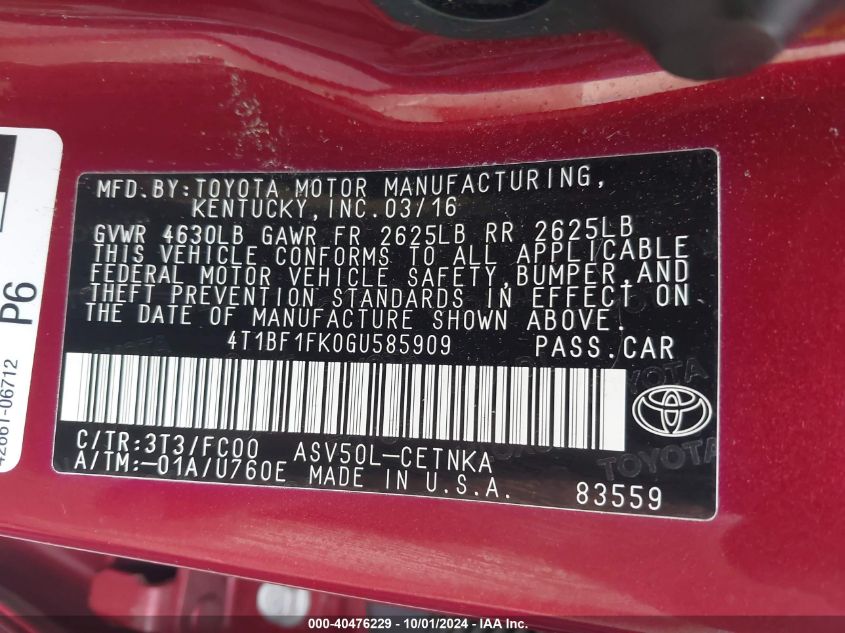 MFD.BY:TOYOTA MOTOR MANUFACTURING,
KENTUCKY,INC.03/16
GVWR 4630LB GAWR FR 2625LB RR 2625LB
THIS VEHICLE CONFORMS TO ALL APPLICABLE
FEDERAL MOTOR VEHICLE SAFETY,BUMPER,AND
THEFT PREVENTION STANDARDS IN EFFECT ON
THE DATE OF MANUFACTURE SHOWN ABOVE.
4T1BF1FK0GU585909 PASS.CAR
C/TR:3T3/FC00 ASV50L-CETNKA
A/TM:-01A/U760E MADE IN U.S.A.
83559
P6
42661-06712
000-40476229 - 10/01/2024 - IAA Inc.